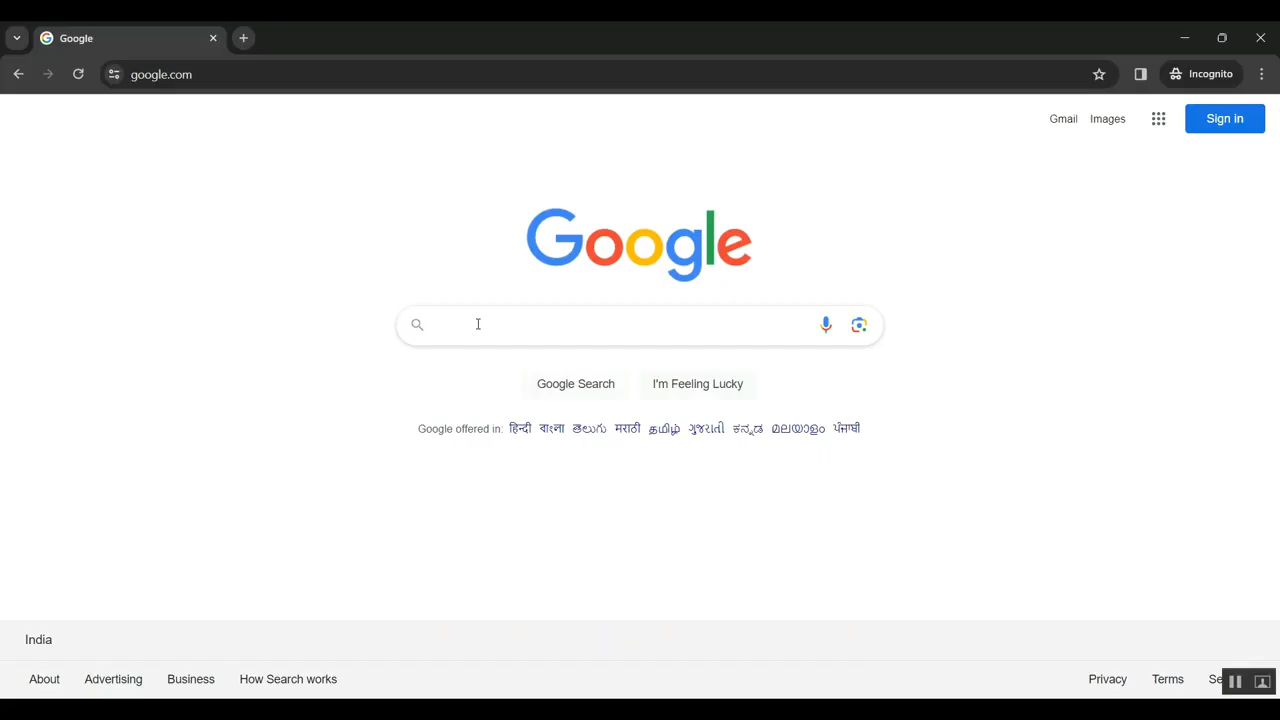 Google
google.com
Incognito
Gmail Images Sign in
Google
Google Search I'm Feeling Lucky
Google offered in: हिन्दी বাংলা తెలుగు मराठी தமிழ் ગુજરાતી ಕನ್ನಡ മലയാളം ਪੰਜਾਬੀ
India
About Advertising Business How Search works Privacy Terms Se